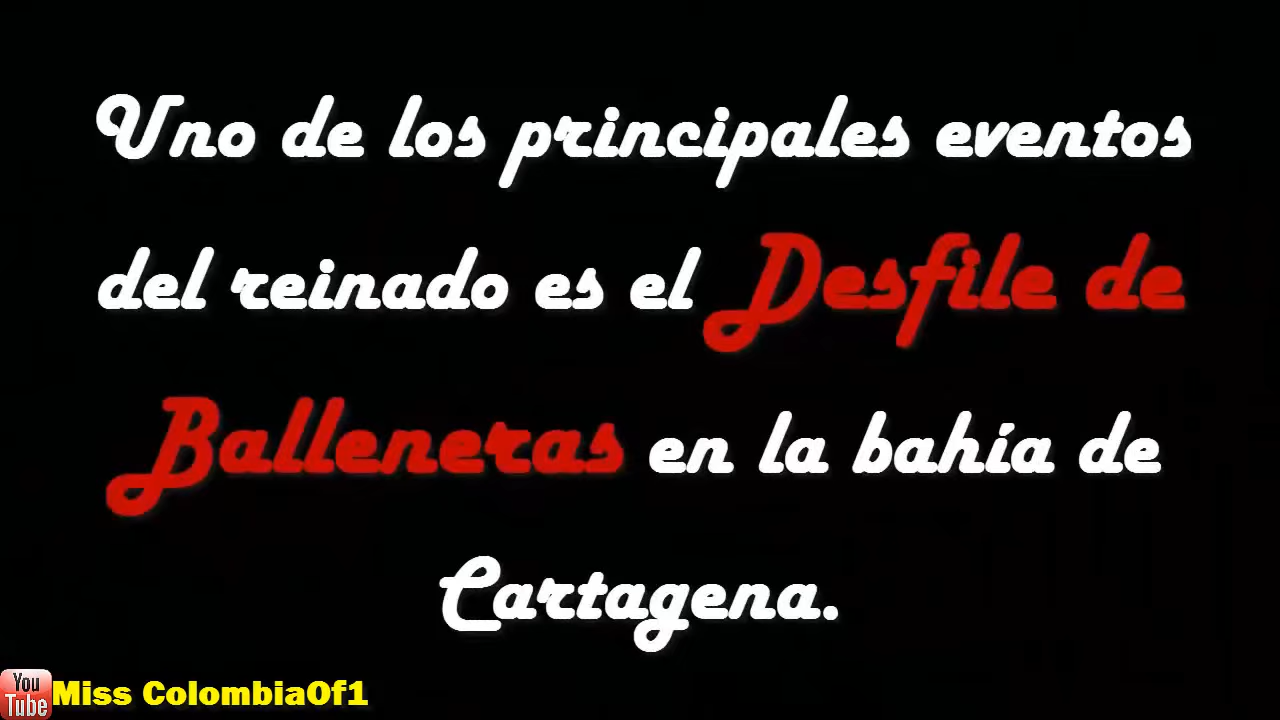 Uno de los principales eventos
del reinado es el Desfile de
Balleneras en la bahía de
Cartagena.
You
Tube Miss ColombiaOf1